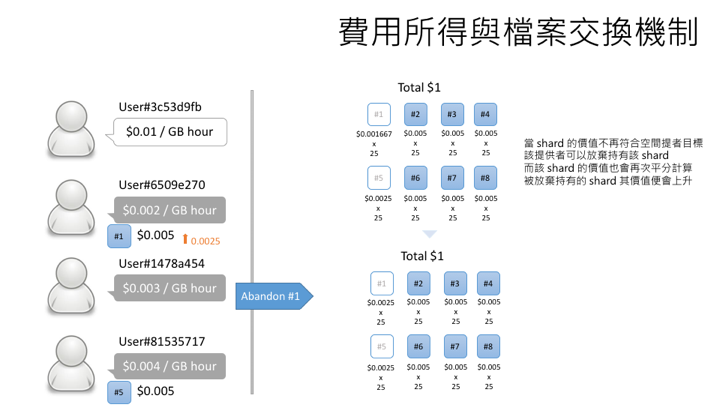 費用所得與檔案交換機制
User#3c53d9fb
$0.01 / GB hour
User#6509e270
$0.002 / GB hour
#1
$0.005
0.0025
User#1478a454
$0.003 / GB hour
User#81535717
$0.004 / GB hour
#5
$0.005
Abandon #1
Total $1
#1 #2 #3 #4
$0.001667 $0.005 $0.005 $0.005
x x x x
25 25 25 25
#5 #6 #7 #8
$0.0025 $0.005 $0.005 $0.005
x x x x
25 25 25 25
Total $1
#1 #2 #3 #4
$0.0025 $0.005 $0.005 $0.005
x x x x
25 25 25 25
#5 #6 #7 #8
$0.0025 $0.005 $0.005 $0.005
x x x x
25 25 25 25
當 shard 的價值不再符合空間提者目標
該提供者可以放棄持有該 shard
而該 shard 的價值也會再次平分計算
被放棄持有的 shard 其價值便會上升